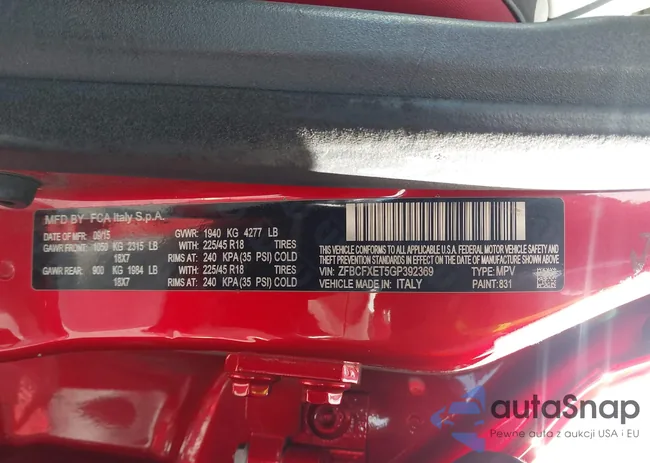 MFD BY FCA Italy S.p.A.
DATE OF MFR: 09/15 GVWR: 1940 KG 4277 LB
GAWR FRONT: 1050 KG 2315 LB WITH 225/45 R18 TIRES
18X7 RIMS AT: 240 KPA (35 PSI) COLD
GAWR REAR: 900 KG 1984 LB WITH 225/45 R18 TIRES
18X7 RIMS AT: 240 KPA (35 PSI) COLD
THIS VEHICLE CONFORMS TO ALL APPLICABLE
U.S.A. FEDERAL MOTOR VEHICLE SAFETY,
BUMPER, AND THEFT PREVENTION STANDARDS IN
EFFECT ON THE DATE OF MANUFACTURE SHOWN ABOVE.
VIN: ZFBCFXET5GP392369 TYPE: MPV
VEHICLE MADE IN: ITALY PAINT: 831
autaSnap
Pewne auta z aukcji USA i EU